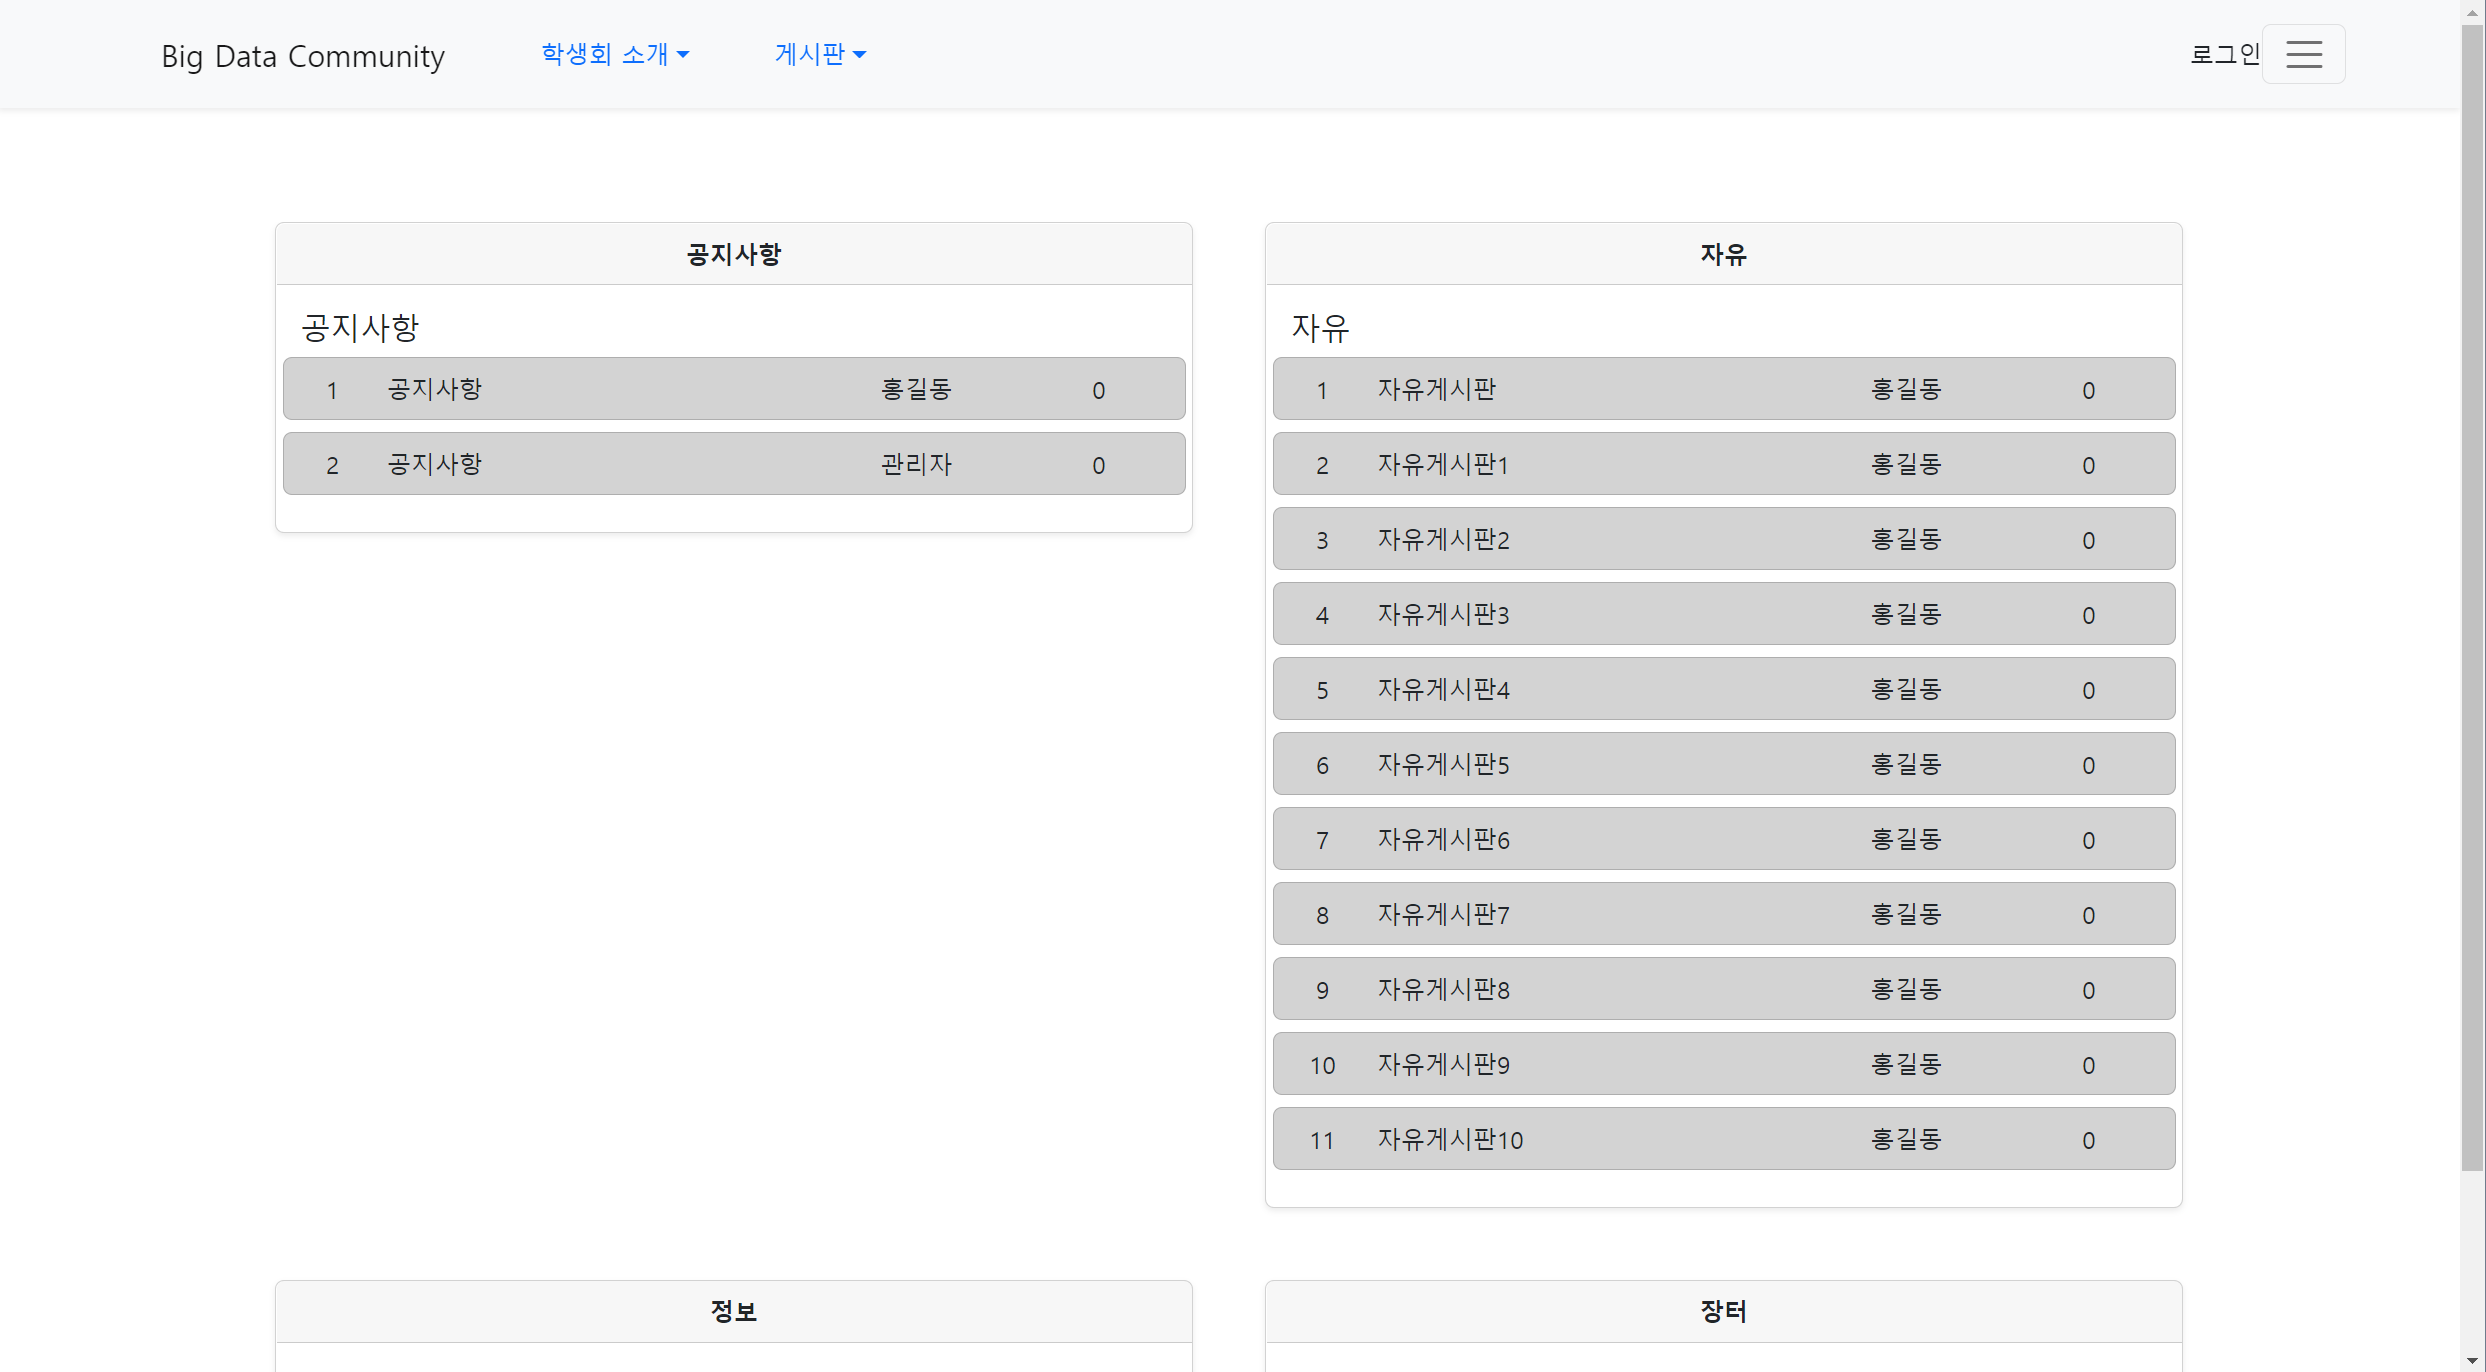 Big Data Community 학생회 소개 게시판 로그인
공지사항
공지사항
1 공지사항 홍길동 0
2 공지사항 관리자 0
자유
자유
1 자유게시판 홍길동 0
2 자유게시판1 홍길동 0
3 자유게시판2 홍길동 0
4 자유게시판3 홍길동 0
5 자유게시판4 홍길동 0
6 자유게시판5 홍길동 0
7 자유게시판6 홍길동 0
8 자유게시판7 홍길동 0
9 자유게시판8 홍길동 0
10 자유게시판9 홍길동 0
11 자유게시판10 홍길동 0
정보
장터